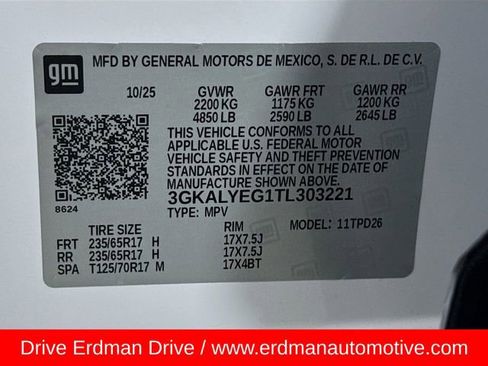 gm
MFD BY GENERAL MOTORS DE MEXICO, S. DE R.L. DE C.V.
10/25 GVWR GAWR FRT GAWR RR
2200 KG 1175 KG 1200 KG
4850 LB 2590 LB 2645 LB
THIS VEHICLE CONFORMS TO ALL
APPLICABLE U.S. FEDERAL MOTOR
VEHICLE SAFETY AND THEFT PREVENTION
STANDARDS IN EFFECT ON THE DATE OF
MANUFACTURE SHOWN ABOVE.
3GKALYEG1TL303221
8624
TYPE: MPV MODEL: 11TPD26
TIRE SIZE RIM
FRT 235/65R17 H 17X7.5J
RR 235/65R17 H 17X7.5J
SPA T125/70R17 M 17X4BT
Drive Erdman Drive / www.erdmanautomotive.com